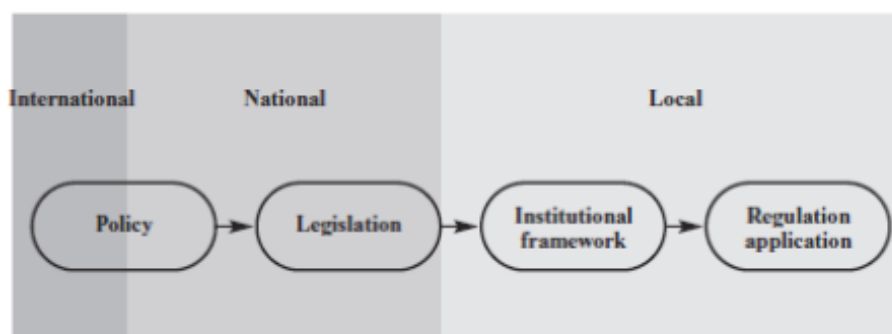 International
National
Local
Policy
Legislation
Institutional
framework
Regulation
application